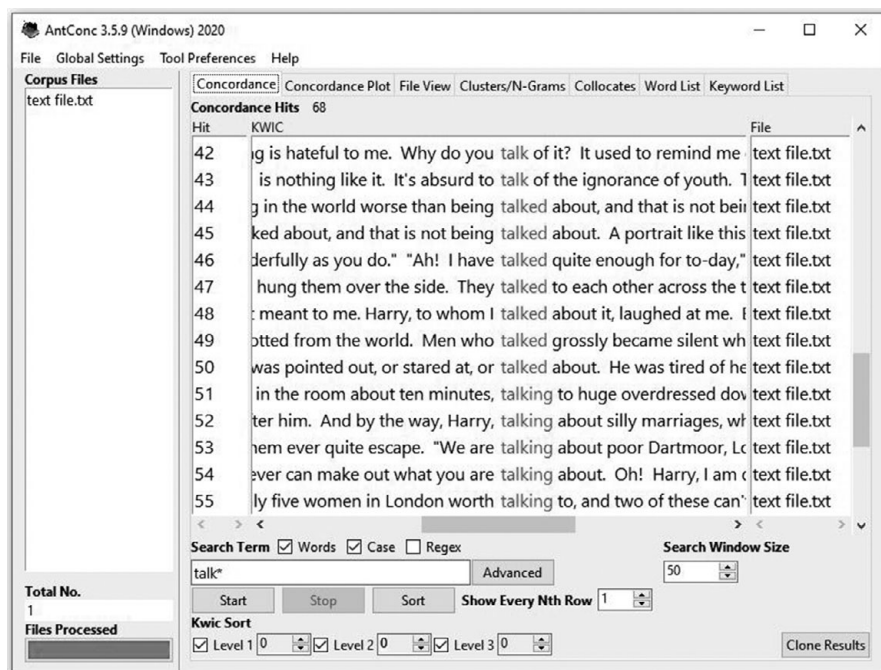 AntConc 3.5.9 (Windows) 2020
File Global Settings Tool Preferences Help
Corpus Files
text file.txt
Total No.
1
Files Processed
Concordance Concordance Plot File View Clusters/N-Grams Collocates Word List Keyword List
Concordance Hits 68
Hit KWIC File
42 ng is hateful to me. Why do you talk of it? It used to remind me text file.txt
43 is nothing like it. It's absurd to talk of the ignorance of youth. T text file.txt
44 g in the world worse than being talked about, and that is not bein text file.txt
45 ked about, and that is not being talked about. A portrait like this text file.txt
46 derfully as you do." "Ah! I have talked quite enough for to-day," text file.txt
47 hung them over the side. They talked to each other across the t text file.txt
48 t meant to me. Harry, to whom I talked about it, laughed at me. E text file.txt
49 otted from the world. Men who talked grossly became silent wh text file.txt
50 was pointed out, or stared at, or talked about. He was tired of he text file.txt
51 in the room about ten minutes, talking to huge overdressed dow text file.txt
52 ter him. And by the way, Harry, talking about silly marriages, wh text file.txt
53 hem ever quite escape. "We are talking about poor Dartmoor, Lo text file.txt
54 ever can make out what you are talking about. Oh! Harry, I am text file.txt
55 ly five women in London worth talking to, and two of these can' text file.txt
Search Term Words Case Regex Search Window Size
talk* Advanced 50
Start Stop Sort Show Every Nth Row 1
Kwic Sort
Level 1 0 Level 2 0 Level 3 0 Clone Results